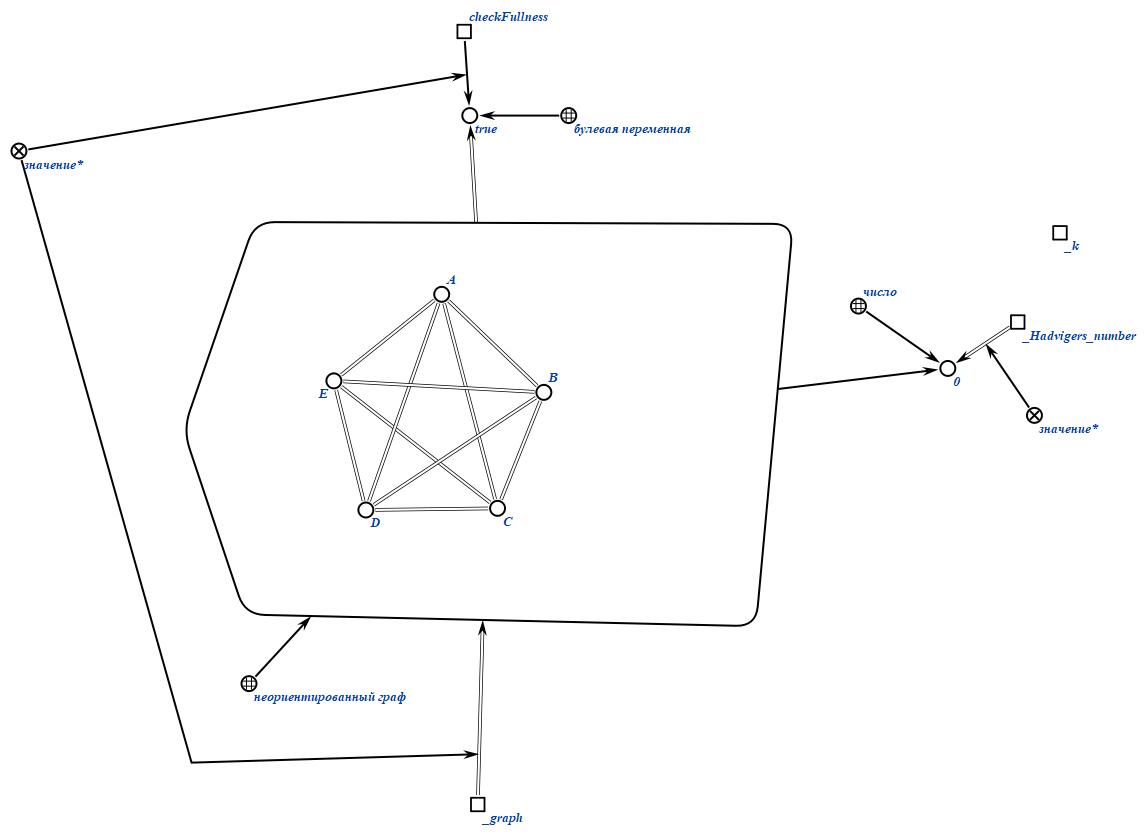 checkFullness
true
булевая переменная
значение*
_k
A
число
_Hadvigers_number
B
E
0
значение*
D
C
неориентированный граф
_graph